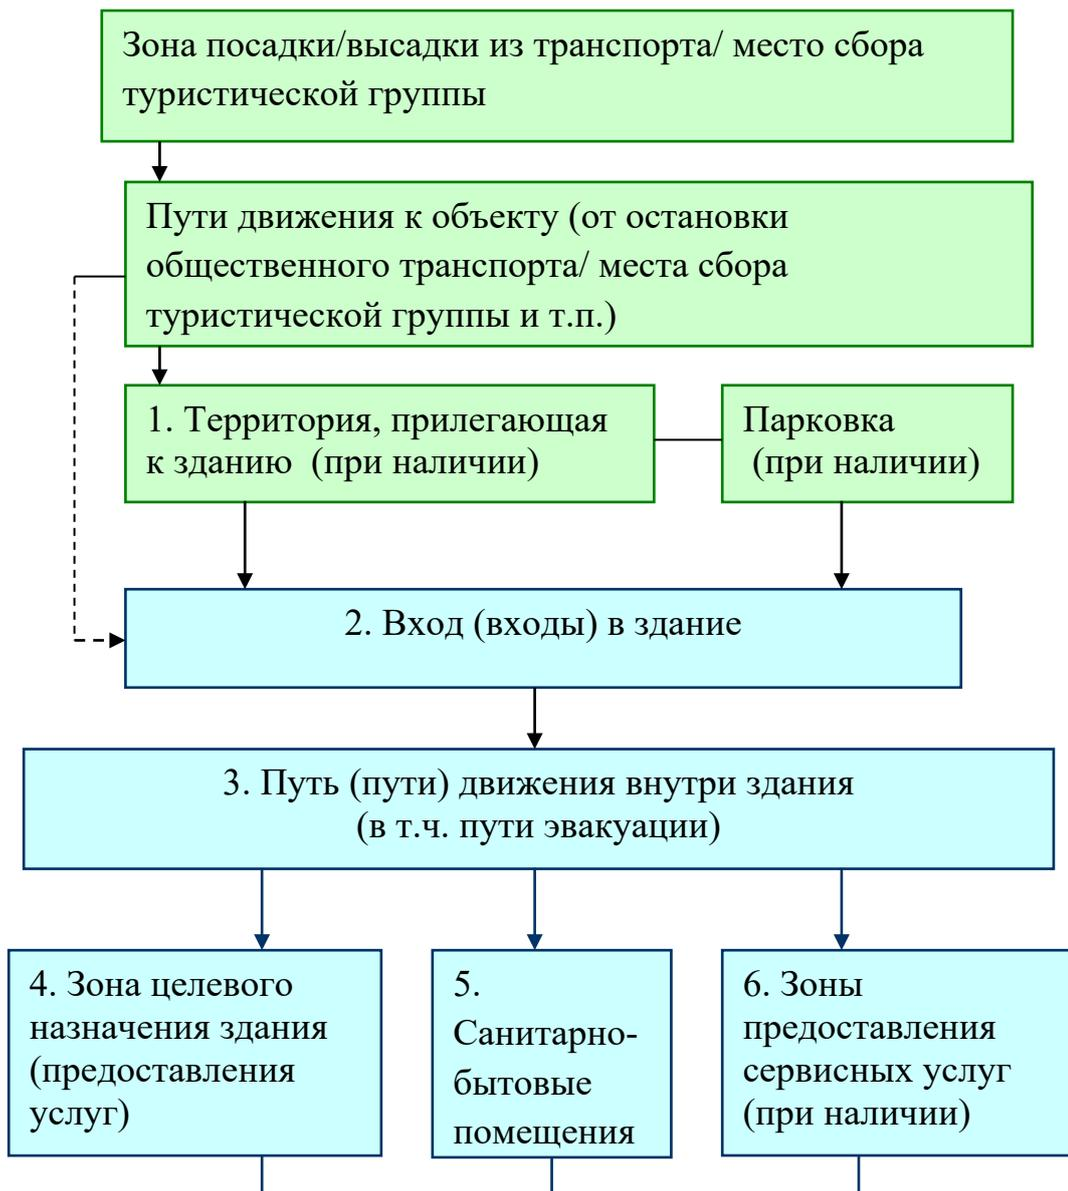 Зона посадки/высадки из транспорта/ место сбора
туристической группы
Пути движения к объекту (от остановки
общественного транспорта/ места сбора
туристической группы и т.п.)
1. Территория, прилегающая
к зданию  (при наличии)
Парковка
(при наличии)
2. Вход (входы) в здание
3. Путь (пути) движения внутри здания
(в т.ч. пути эвакуации)
4. Зона целевого
назначения здания
(предоставления
услуг)
5.
Санитарно-
бытовые
помещения
6. Зоны
предоставления
сервисных услуг
(при наличии)